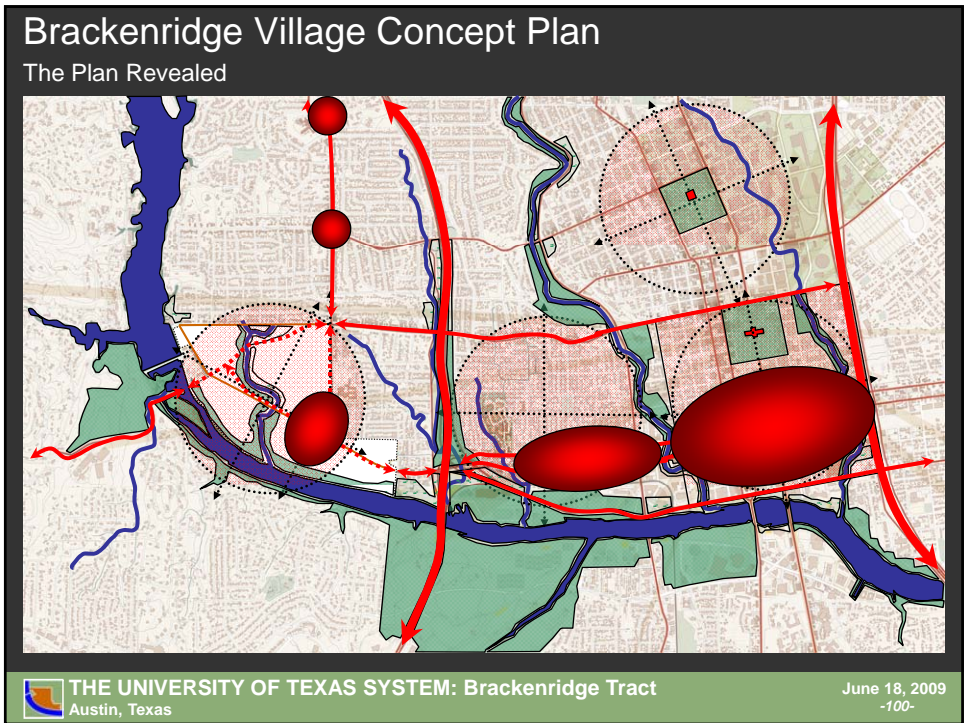 Brackenridge Village Concept Plan
The Plan Revealed
THE UNIVERSITY OF TEXAS SYSTEM: Brackenridge Tract
Austin, Texas
June 18, 2009
-100-